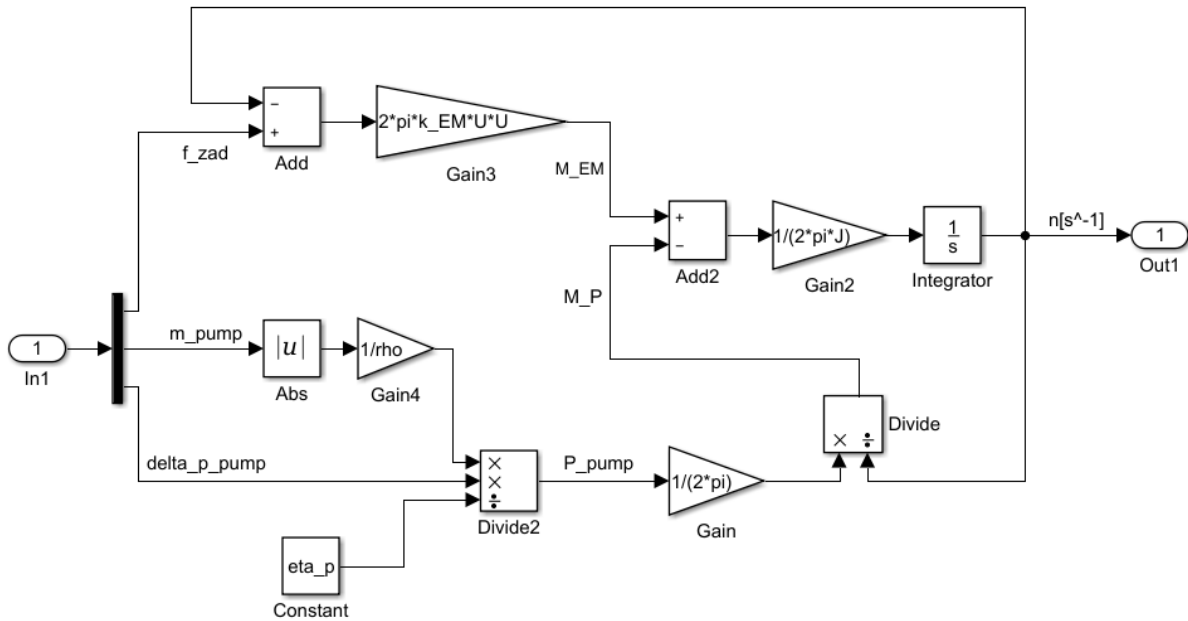 −
+
f_zad
Add
2*pi*k_EM*U*U
Gain3
M_EM
+
−
Add2
1/(2*pi*J)
Gain2
1
s
Integrator
n[s^-1]
1
Out1
M_P
1
In1
m_pump
|u|
Abs
1/rho
Gain4
× ÷
Divide
delta_p_pump
×
×
÷
Divide2
P_pump
1/(2*pi)
Gain
eta_p
Constant